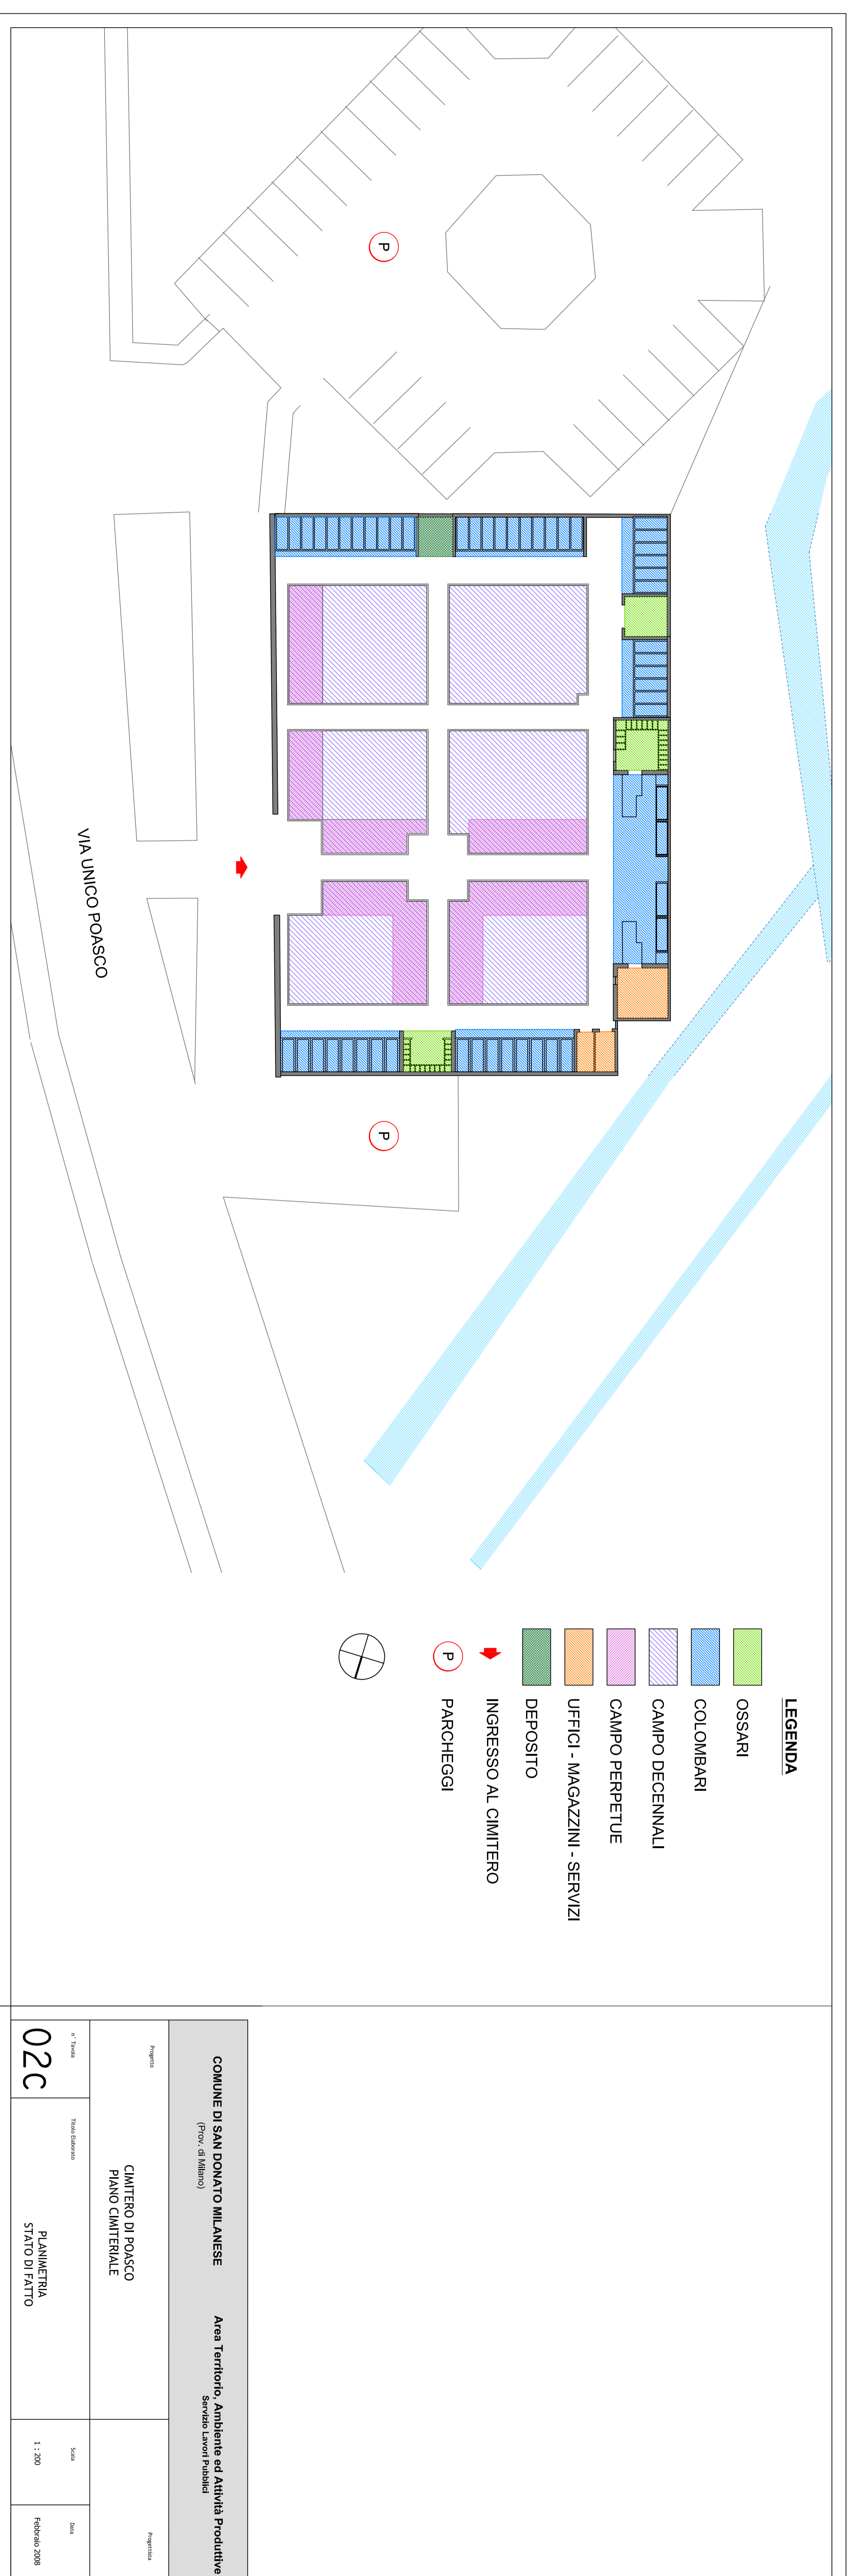 P
P
VIA UNICO POASCO
LEGENDA
OSSARI
COLOMBARI
CAMPO DECENNALI
CAMPO PERPETUE
UFFICI - MAGAZZINI - SERVIZI
DEPOSITO
INGRESSO AL CIMITERO
P
PARCHEGGI
COMUNE DI SAN DONATO MILANESE
(Prov. di Milano)
Area Territorio, Ambiente ed Attività Produttive
Servizio Lavori Pubblici
Progetto
CIMITERO DI POASCO
PIANO CIMITERIALE
Progettista
n° Tavola
02C
Titolo Elaborato
PLANIMETRIA
STATO DI FATTO
Scala
1 : 200
Data
Febbraio 2008